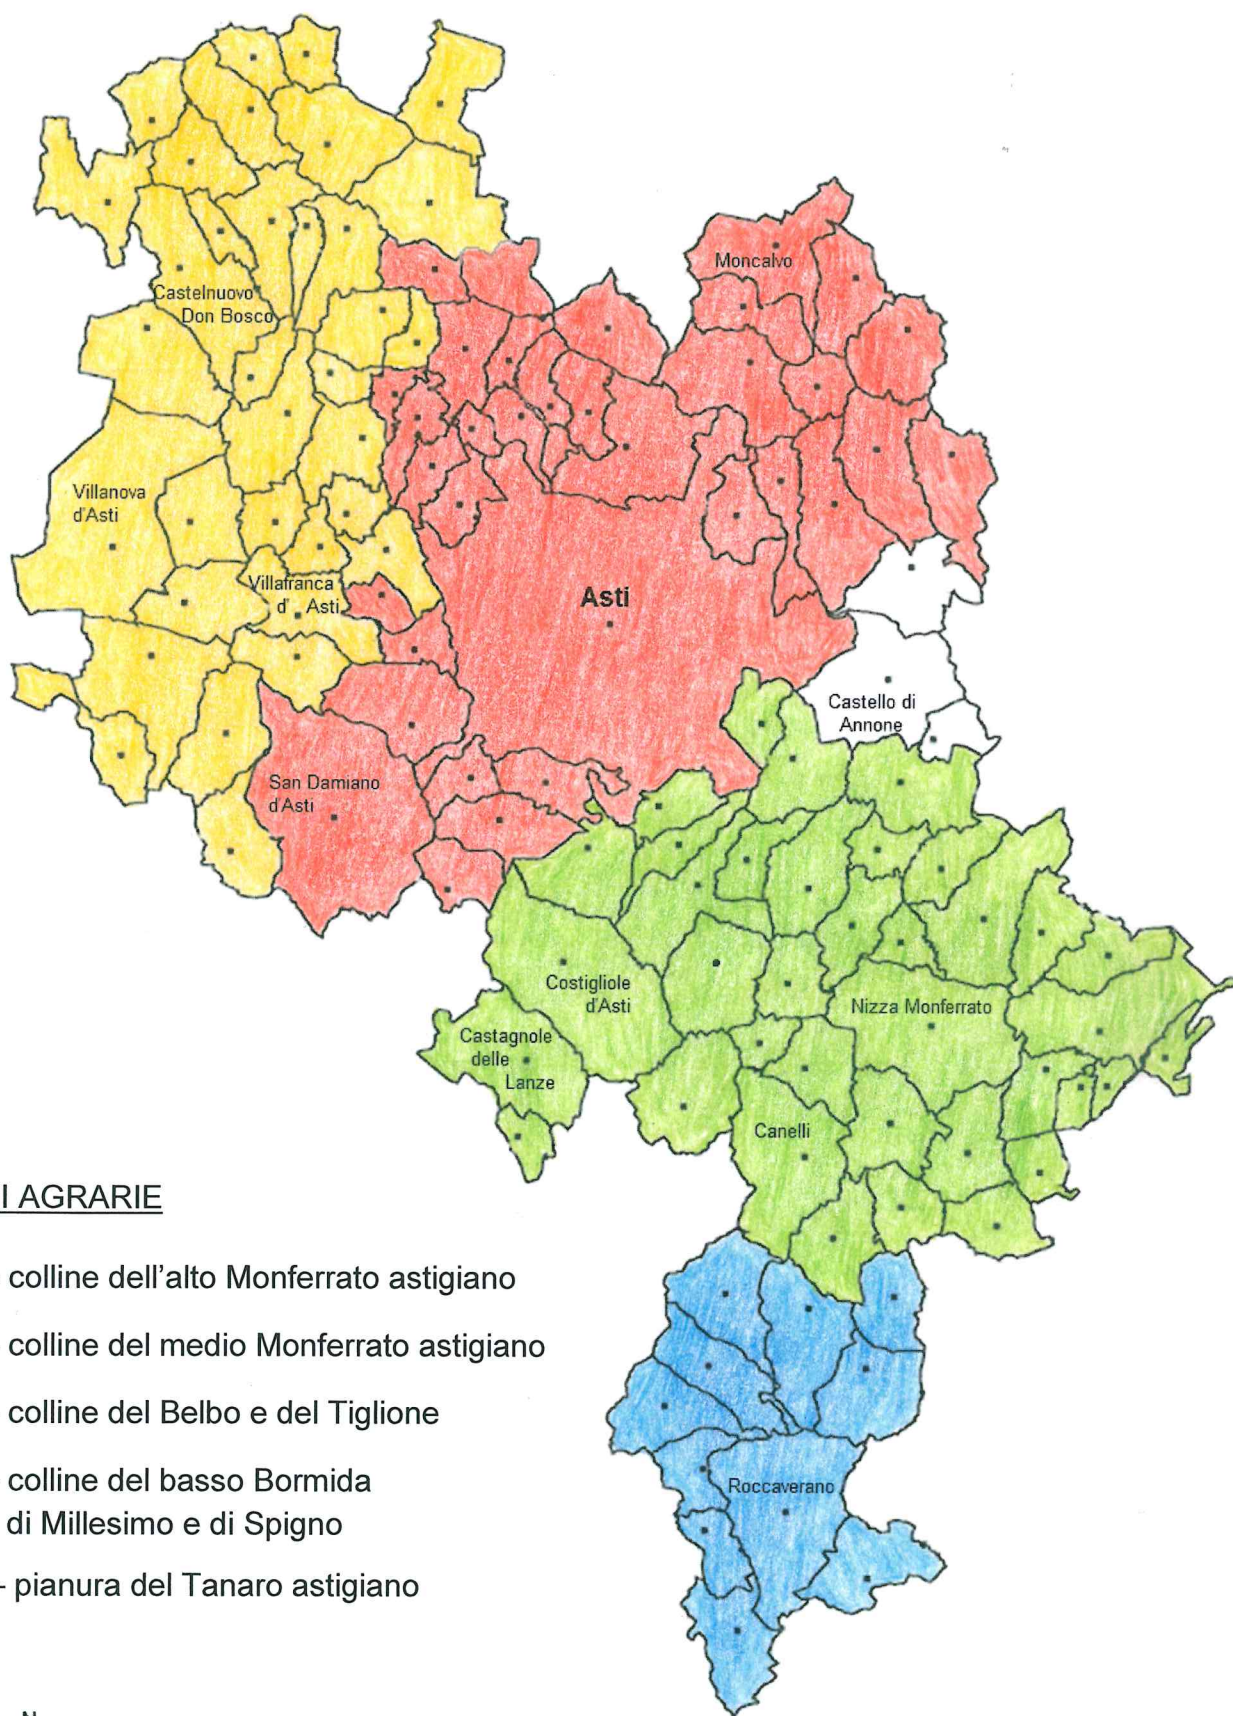 Moncalvo
Castelnuovo
Don Bosco
Villanova
d'Asti
Villafranca
d' Asti
Asti
Castello di
Annone
San Damiano
d'Asti
Costigliole
d'Asti
Nizza Monferrato
Castagnole
delle
Lanze
Canelli
I AGRARIE
colline dell'alto Monferrato astigiano
colline del medio Monferrato astigiano
colline del Belbo e del Tiglione
colline del basso Bormida
di Millesimo e di Spigno
- pianura del Tanaro astigiano
Roccaverano
N